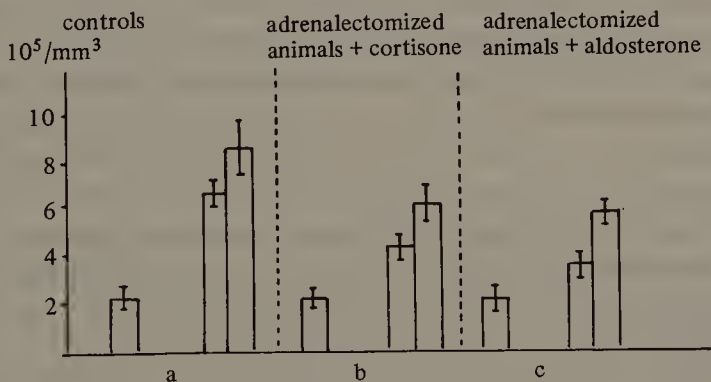 controls
10⁵/mm³
adrenalectomized
animals + cortisone
adrenalectomized
animals + aldosterone
10
8
6
4
2
a b c